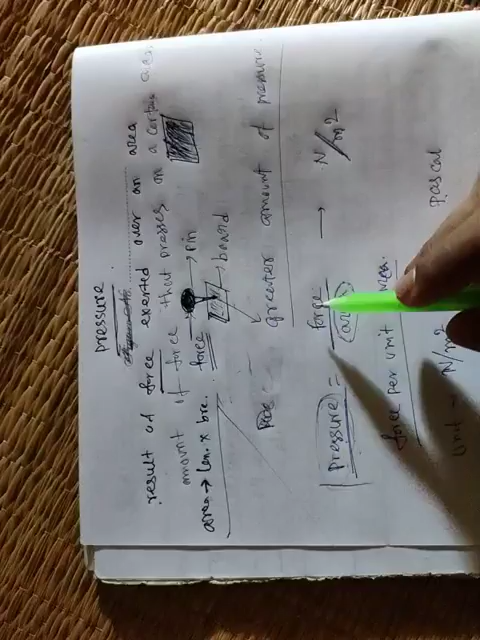 pressure
result of force exerted over an area
amount of force that presses on a certain area.
area → len. x bre. force → pin
→ board
greater amount of pressure.
Pressure = force / area → N/m2
force per unit area.
unit - N/m2 pascal